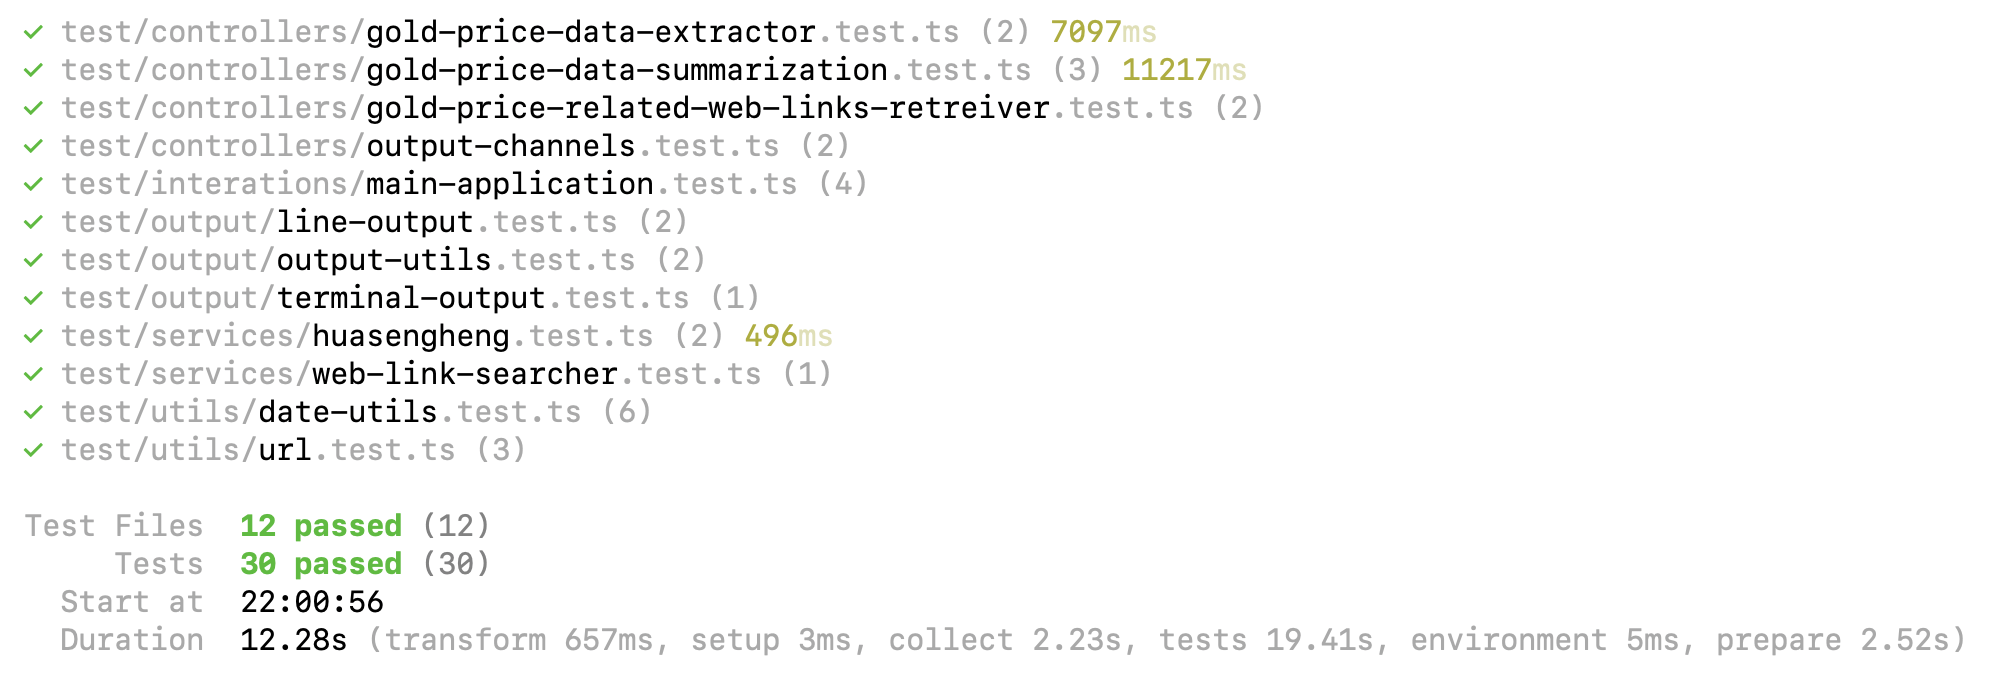 ✓ test/controllers/gold-price-data-extractor.test.ts (2) 7097ms
✓ test/controllers/gold-price-data-summarization.test.ts (3) 11217ms
✓ test/controllers/gold-price-related-web-links-retreiver.test.ts (2)
✓ test/controllers/output-channels.test.ts (2)
✓ test/interations/main-application.test.ts (4)
✓ test/output/line-output.test.ts (2)
✓ test/output/output-utils.test.ts (2)
✓ test/output/terminal-output.test.ts (1)
✓ test/services/huasengheng.test.ts (2) 496ms
✓ test/services/web-link-searcher.test.ts (1)
✓ test/utils/date-utils.test.ts (6)
✓ test/utils/url.test.ts (3)
Test Files 12 passed (12)
Tests 30 passed (30)
Start at 22:00:56
Duration 12.28s (transform 657ms, setup 3ms, collect 2.23s, tests 19.41s, environment 5ms, prepare 2.52s)